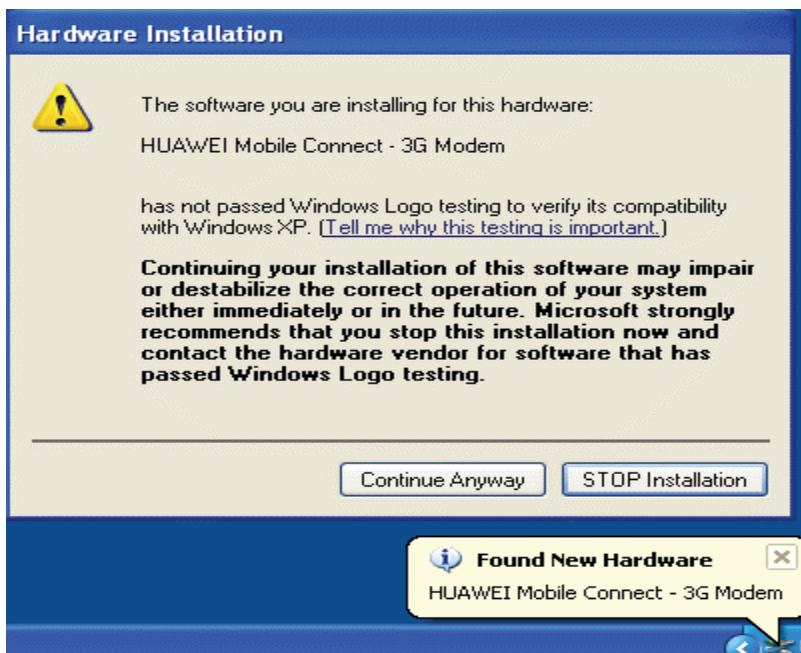 Hardware Installation
The software you are installing for this hardware:
HUAWEI Mobile Connect - 3G Modem
has not passed Windows Logo testing to verify its compatibility
with Windows XP. (Tell me why this testing is important.)
Continuing your installation of this software may impair
or destabilize the correct operation of your system
either immediately or in the future. Microsoft strongly
recommends that you stop this installation now and
contact the hardware vendor for software that has
passed Windows Logo testing.
Continue Anyway
STOP Installation
Found New Hardware
HUAWEI Mobile Connect - 3G Modem